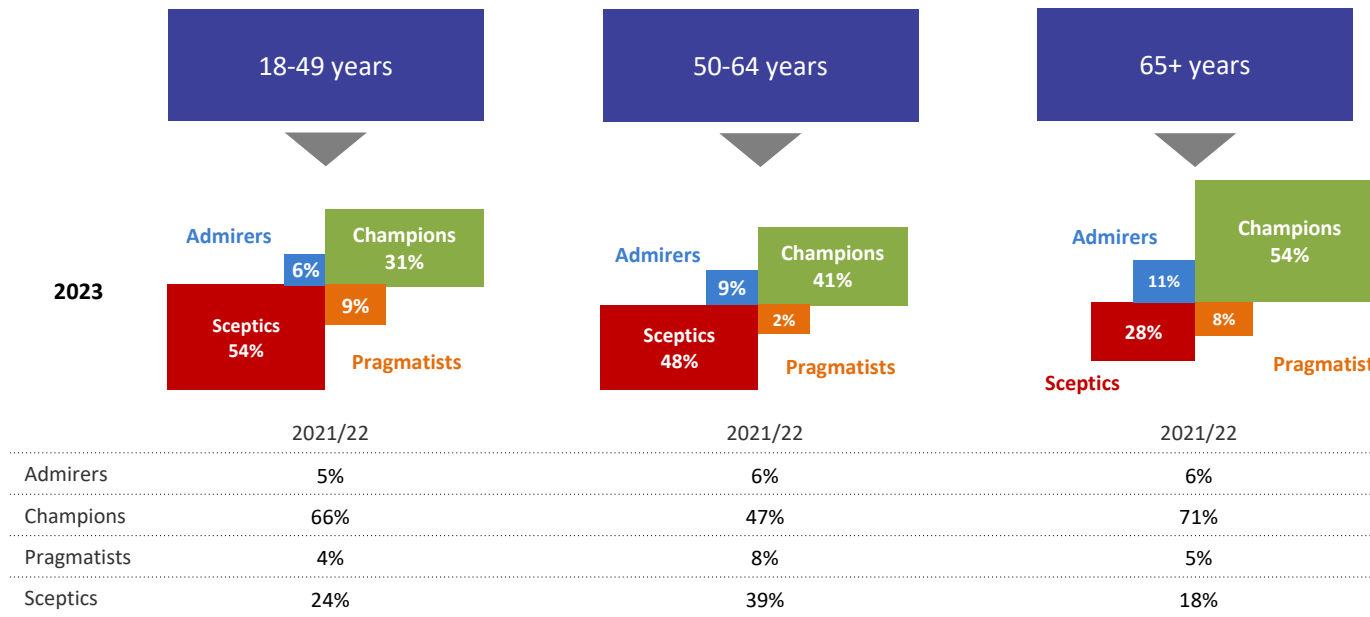 18-49 years
50-64 years
65+ years
2023
Admirers
6%
Champions
31%
Sceptics
54%
9%
Pragmatists
Admirers
9%
Champions
41%
Sceptics
48%
2%
Pragmatists
Admirers
11%
Champions
54%
28%
Sceptics
8%
Pragmatist
2021/22 2021/22 2021/22
Admirers 5% 6% 6%
Champions 66% 47% 71%
Pragmatists 4% 8% 5%
Sceptics 24% 39% 18%